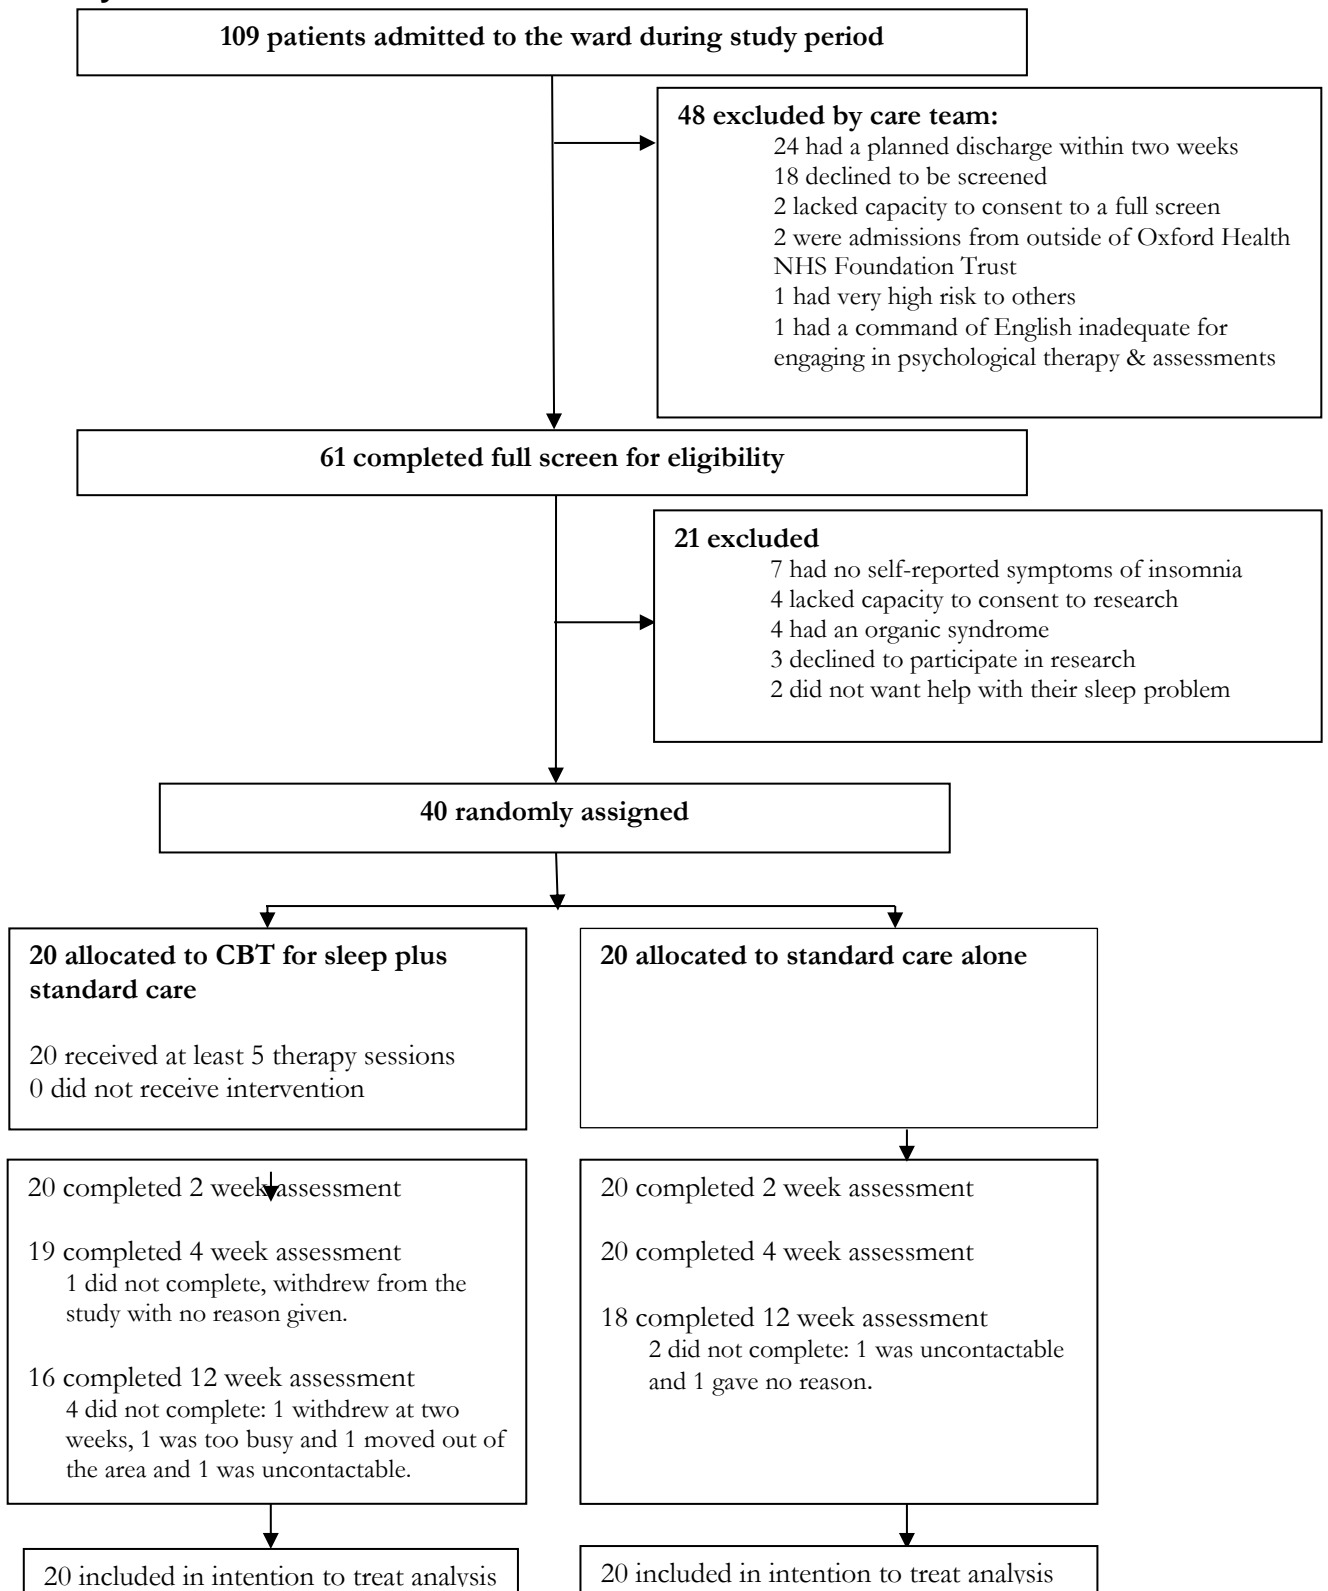 109 patients admitted to the ward during study period
48 excluded by care team:
24 had a planned discharge within two weeks
18 declined to be screened
2 lacked capacity to consent to a full screen
2 were admissions from outside of Oxford Health
NHS Foundation Trust
1 had very high risk to others
1 had a command of English inadequate for
engaging in psychological therapy & assessments
61 completed full screen for eligibility
21 excluded
7 had no self-reported symptoms of insomnia
4 lacked capacity to consent to research
4 had an organic syndrome
3 declined to participate in research
2 did not want help with their sleep problem
40 randomly assigned
20 allocated to CBT for sleep plus
standard care
20 received at least 5 therapy sessions
0 did not receive intervention
20 allocated to standard care alone
20 completed 2 week assessment
19 completed 4 week assessment
1 did not complete, withdrew from the
study with no reason given.
16 completed 12 week assessment
4 did not complete: 1 withdrew at two
weeks, 1 was too busy and 1 moved out of
the area and 1 was uncontactable.
20 completed 2 week assessment
20 completed 4 week assessment
18 completed 12 week assessment
2 did not complete: 1 was uncontactable
and 1 gave no reason.
20 included in intention to treat analysis
20 included in intention to treat analysis